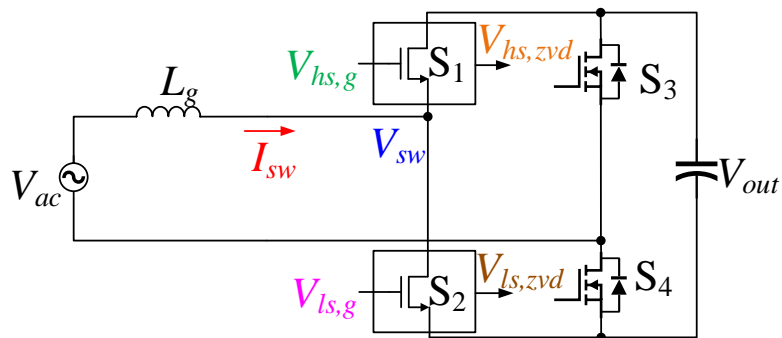 V_hs,g
S_1
V_hs,zvd
S_3
L_g
I_sw
V_sw
V_ac
V_out
V_ls,g
S_2
V_ls,zvd
S_4